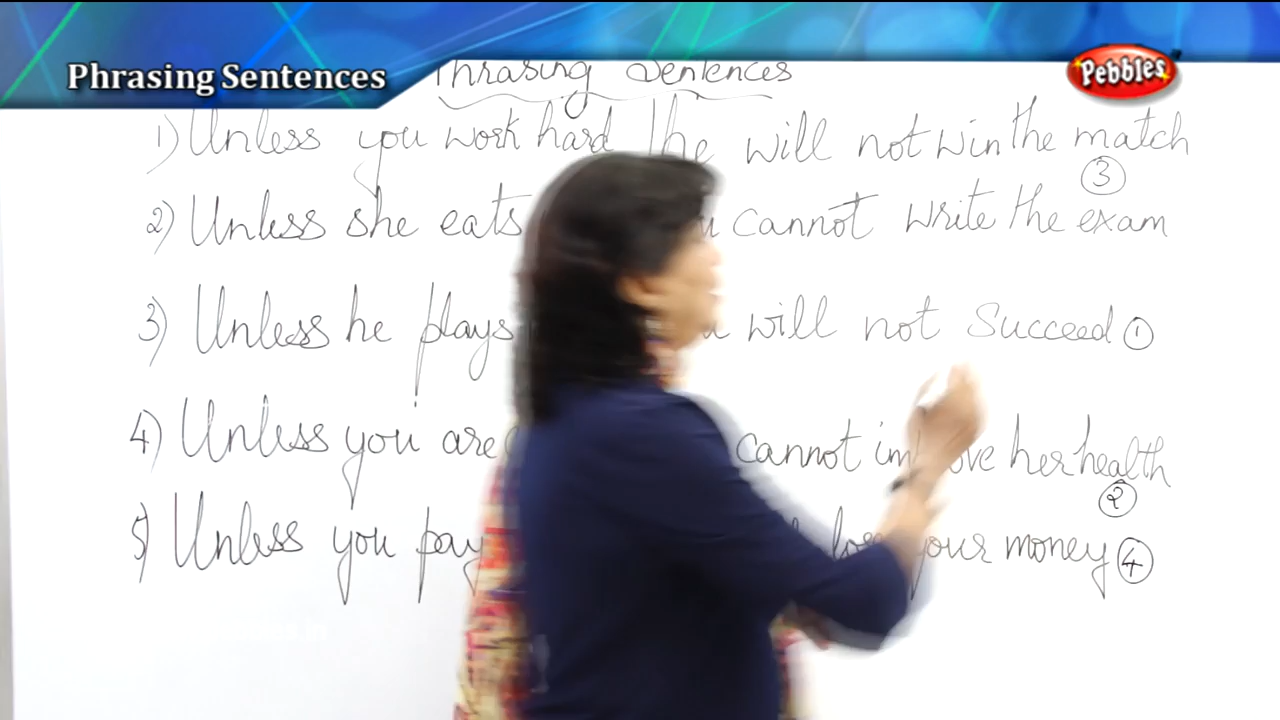 Phrasing Sentences
Pebbles
Phrasing Sentences
1) Unless you work hard | he will not win the match
③
2) Unless she eats cannot write the exam
3) Unless he plays will not Succeed ①
4) Unless you are cannot her health
②
5) Unless you pay your money ④